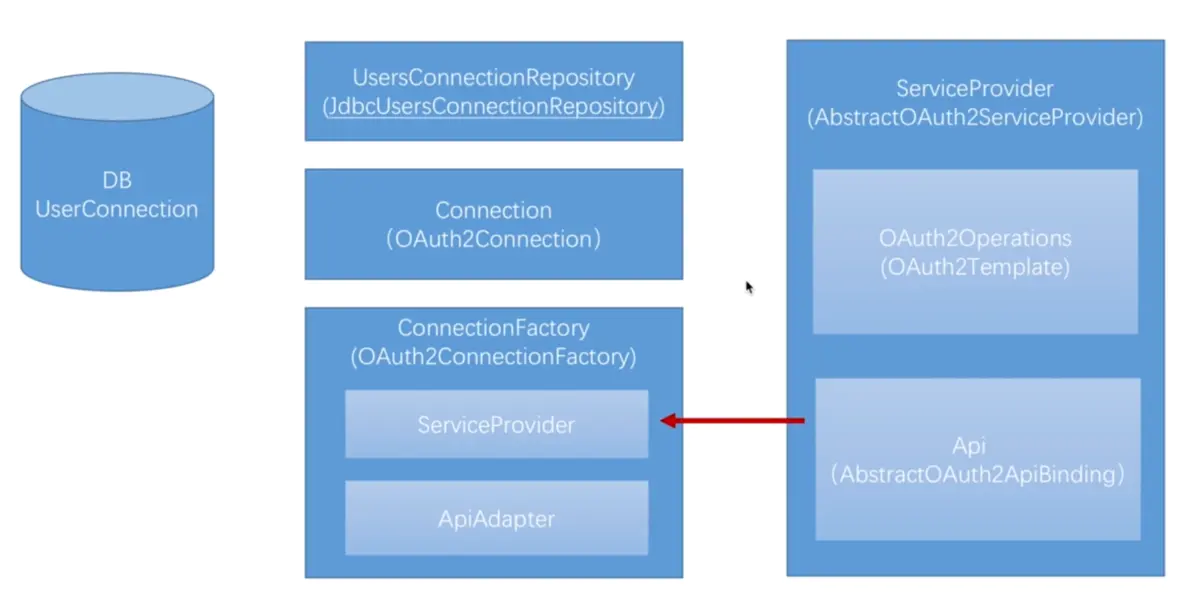 DB
UserConnection
UsersConnectionRepository
(JdbcUsersConnectionRepository)
Connection
（OAuth2Connection）
ConnectionFactory
(OAuth2ConnectionFactory)
ServiceProvider
ApiAdapter
ServiceProvider
(AbstractOAuth2ServiceProvider)
OAuth2Operations
(OAuth2Template)
Api
（AbstractOAuth2ApiBinding）